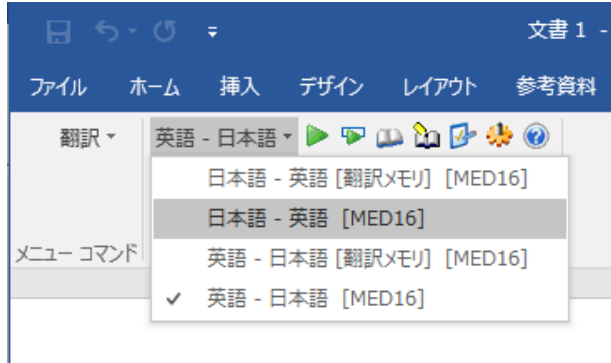 文書 1 -
ファイル ホーム 挿入 デザイン レイアウト 参考資料
翻訳 英語 - 日本語
日本語 - 英語 [翻訳メモリ] [MED16]
日本語 - 英語 [MED16]
メニュー コマンド
英語 - 日本語 [翻訳メモリ] [MED16]
英語 - 日本語 [MED16]